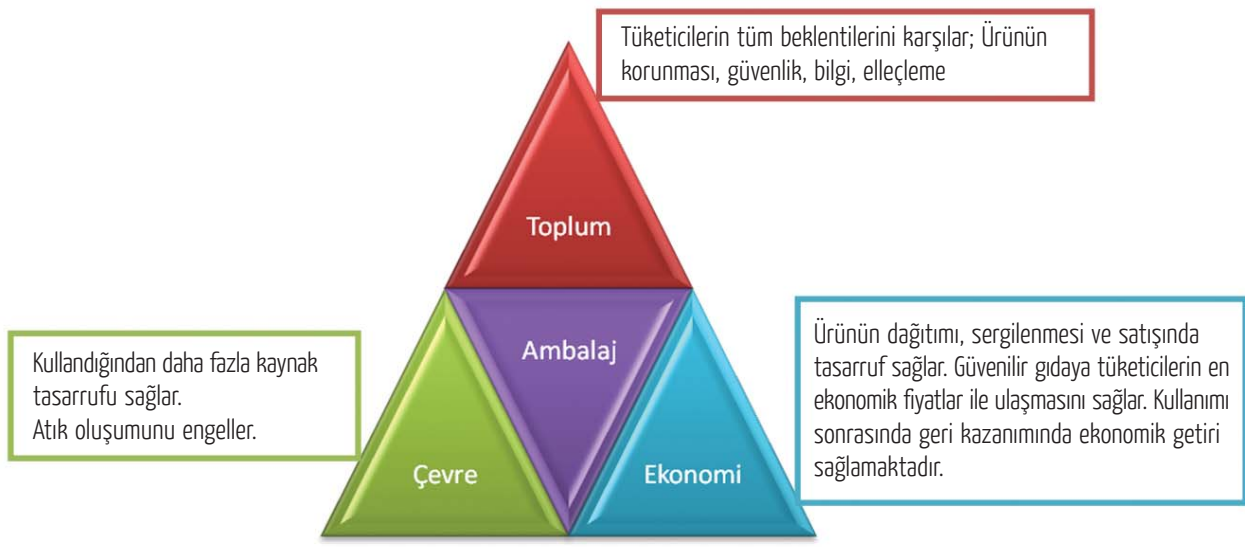 Tüketicilerin tüm beklentilerini karşılar; Ürünün
korunması, güvenlik, bilgi, elleçleme
Toplum
Ambalaj
Kullandığından daha fazla kaynak
tasarrufu sağlar.
Atık oluşumunu engeller.
Ürünün dağıtımı, sergilenmesi ve satışında
tasarruf sağlar. Güvenilir gıdaya tüketicilerin en
ekonomik fiyatlar ile ulaşmasını sağlar. Kullanımı
sonrasında geri kazanımında ekonomik getiri
sağlamaktadır.
Çevre
Ekonomi